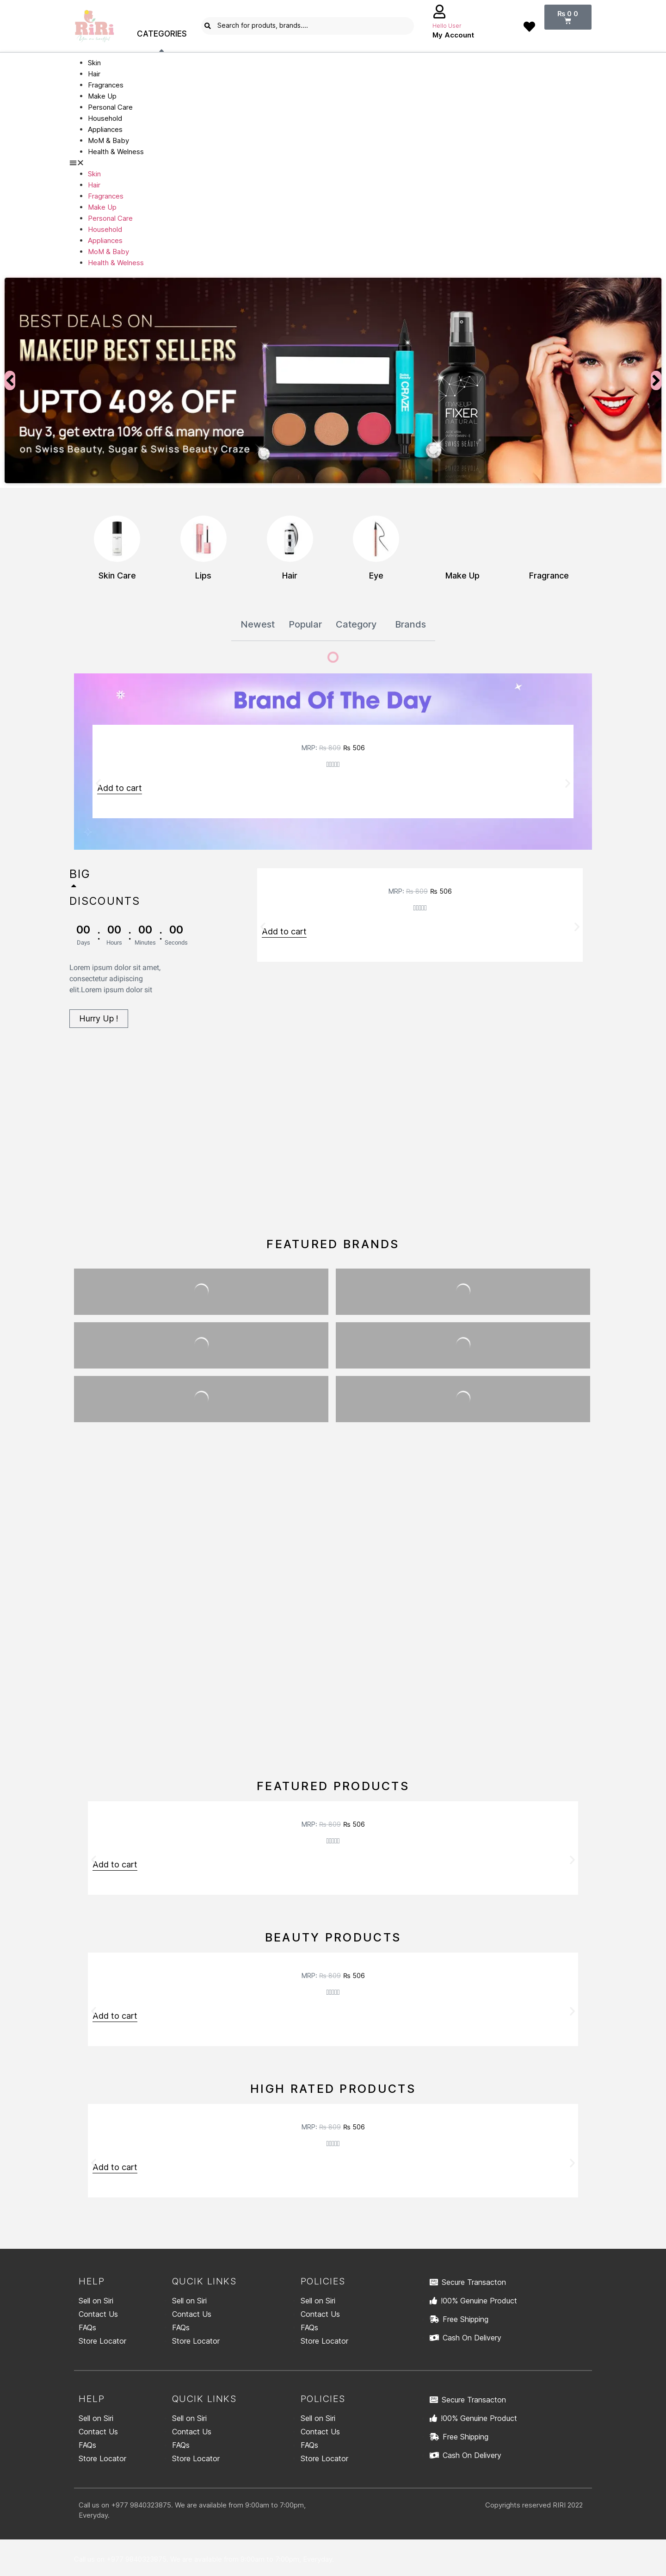 RiRi
CATEGORIES
Search for produts, brands....
Hello User
My Account
₨ 0 0
Skin
Hair
Fragrances
Make Up
Personal Care
Household
Appliances
MoM & Baby
Health & Welness
Skin
Hair
Fragrances
Make Up
Personal Care
Household
Appliances
MoM & Baby
Health & Welness
BEST DEALS ON
MAKEUP BEST SELLERS
UPTO 40% OFF
Buy 3, get extra 10% off & many more
on Swiss Beauty, Sugar & Swiss Beauty Craze
CRAZE
MAKEUP
FIXER
NATURAL
SWISS BEAUTY
Skin Care
Lips
Hair
Eye
Make Up
Fragrance
Newest
Popular
Category
Brands
Brand Of The Day
MRP: ₨ 609 ₨ 506
Add to cart
BIG
DISCOUNTS
00 : 00 : 00 : 00
Days Hours Minutes Seconds
Lorem ipsum dolor sit amet,
consectetur adipiscing
elit.Lorem ipsum dolor sit
Hurry Up !
MRP: ₨ 609 ₨ 506
Add to cart
FEATURED BRANDS
FEATURED PRODUCTS
MRP: ₨ 609 ₨ 506
Add to cart
BEAUTY PRODUCTS
MRP: ₨ 609 ₨ 506
Add to cart
HIGH RATED PRODUCTS
MRP: ₨ 609 ₨ 506
Add to cart
HELP
Sell on Siri
Contact Us
FAQs
Store Locator
QUCIK LINKS
Sell on Siri
Contact Us
FAQs
Store Locator
POLICIES
Sell on Siri
Contact Us
FAQs
Store Locator
Secure Transacton
100% Genuine Product
Free Shipping
Cash On Delivery
HELP
Sell on Siri
Contact Us
FAQs
Store Locator
QUCIK LINKS
Sell on Siri
Contact Us
FAQs
Store Locator
POLICIES
Sell on Siri
Contact Us
FAQs
Store Locator
Secure Transacton
100% Genuine Product
Free Shipping
Cash On Delivery
Call us on +977 9840323875. We are available from 9:00am to 7:00pm,
Everyday.
Copyrights reserved RIRI 2022